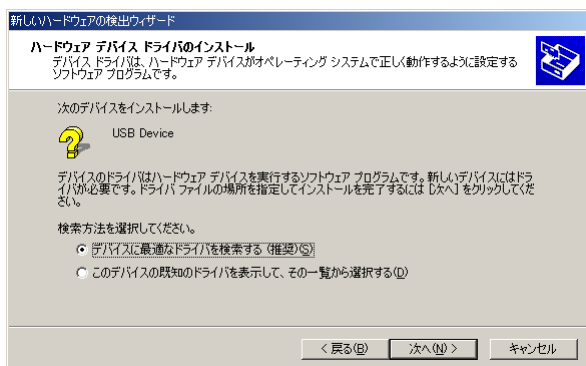 新しいハードウェアの検出ウィザード
ハードウェア デバイス ドライバのインストール
デバイス ドライバは、ハードウェア デバイスがオペレーティング システムで正しく動作するように設定する
ソフトウェア プログラムです。
次のデバイスをインストールします:
USB Device
デバイスのドライバはハードウェア デバイスを実行するソフトウェア プログラムです。新しいデバイスにはドラ
イバが必要です。ドライバ ファイルの場所を指定してインストールを完了するには [次へ] をクリックしてくだ
さい。
検索方法を選択してください。
デバイスに最適なドライバを検索する (推奨)(S)
このデバイスの既知のドライバを表示して、その一覧から選択する(D)
< 戻る(B) 次へ(N) > キャンセル